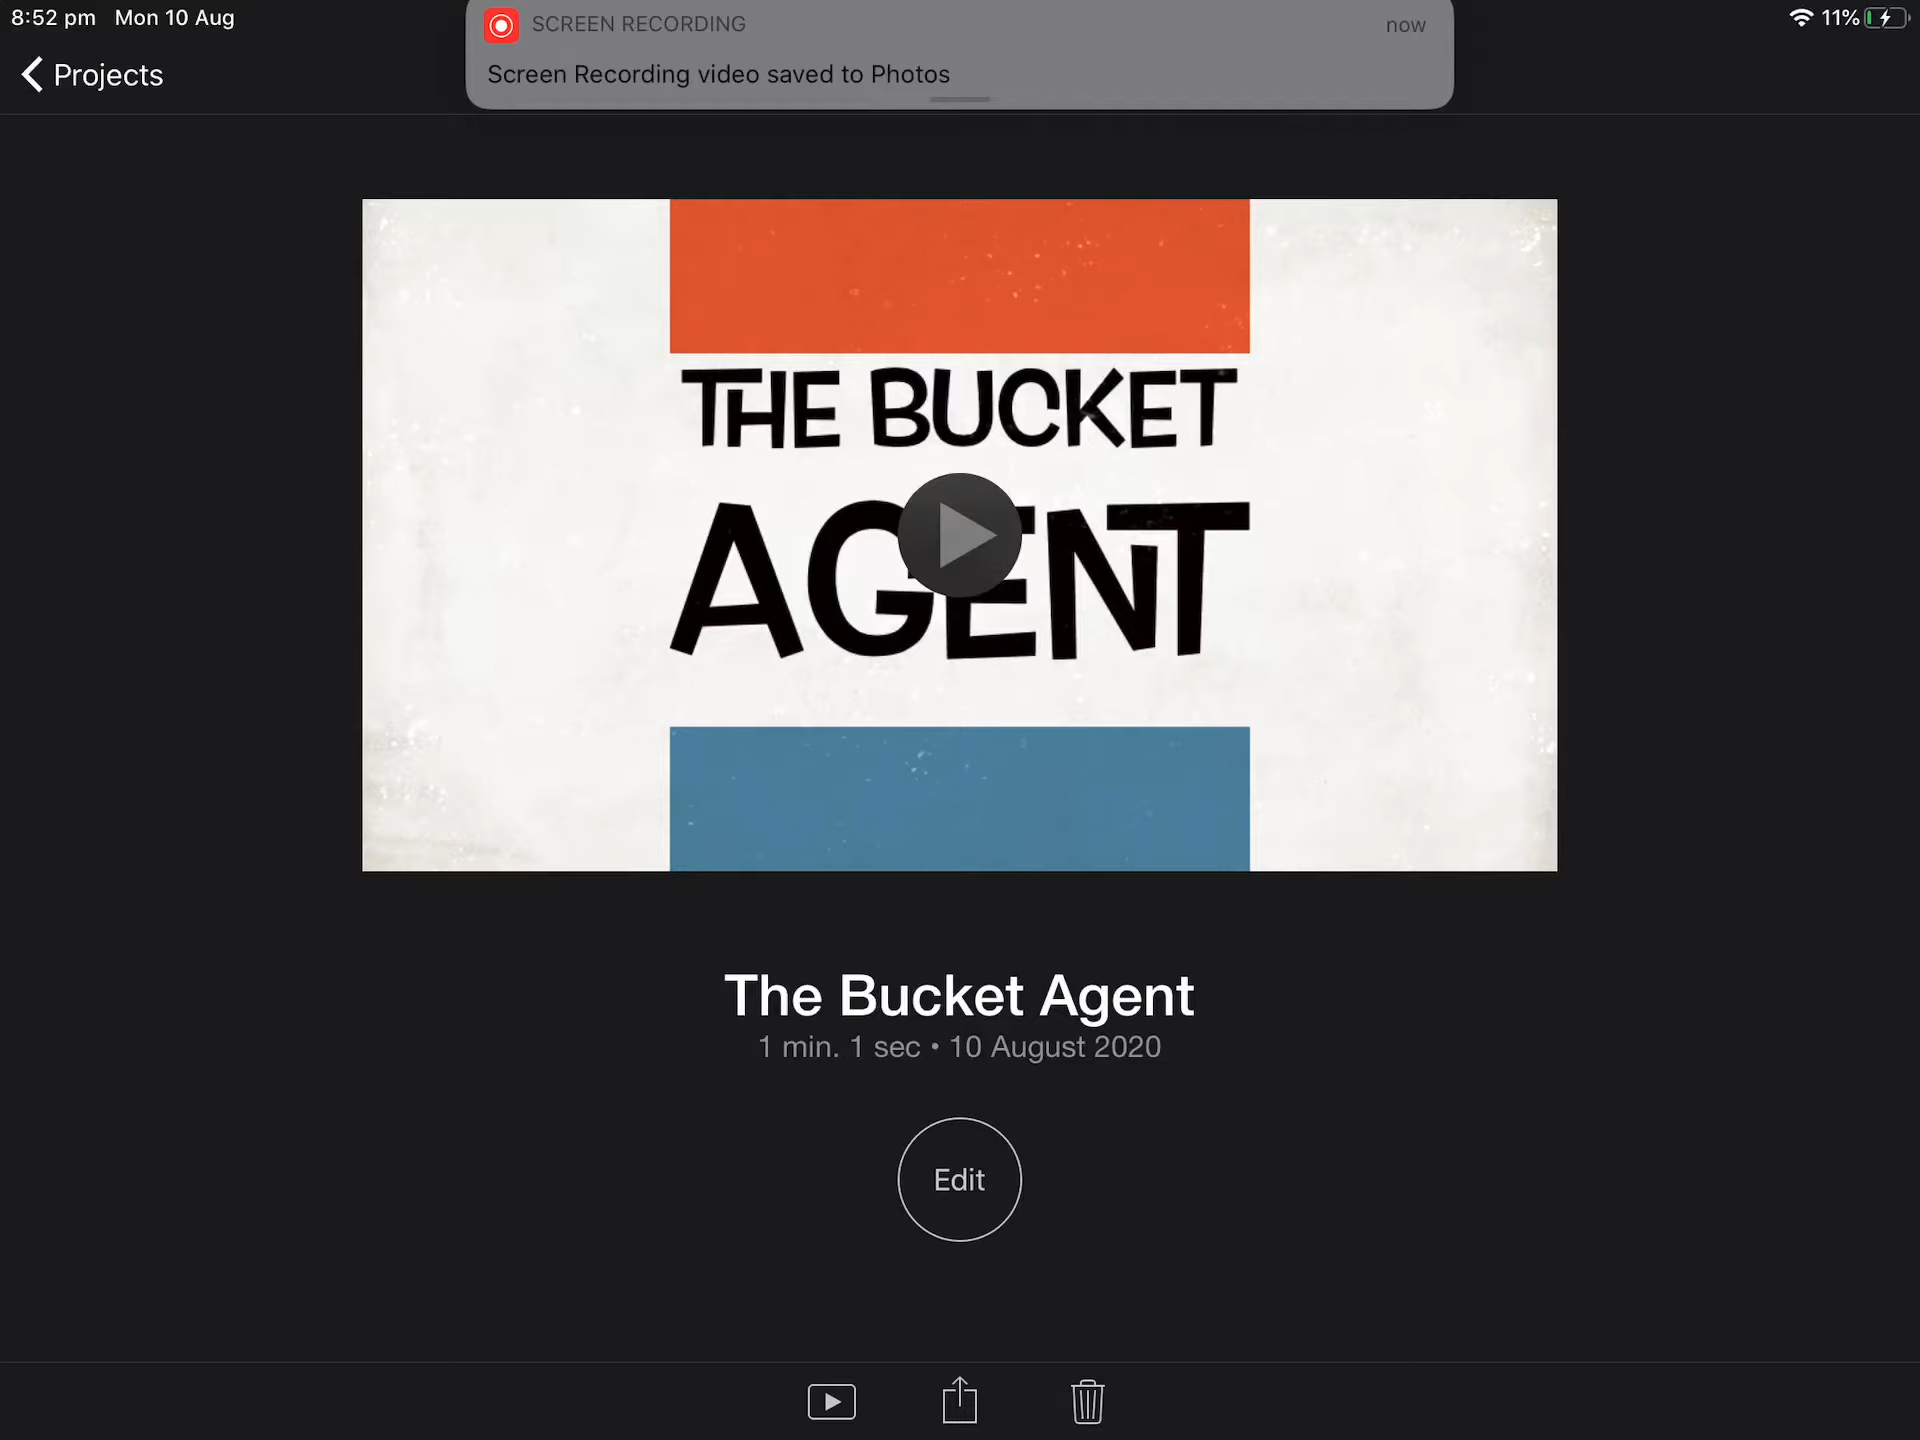 8:52 pm Mon 10 Aug
SCREEN RECORDING now
11%
Screen Recording video saved to Photos
Projects
THE BUCKET
AGENT
The Bucket Agent
1 min. 1 sec • 10 August 2020
Edit